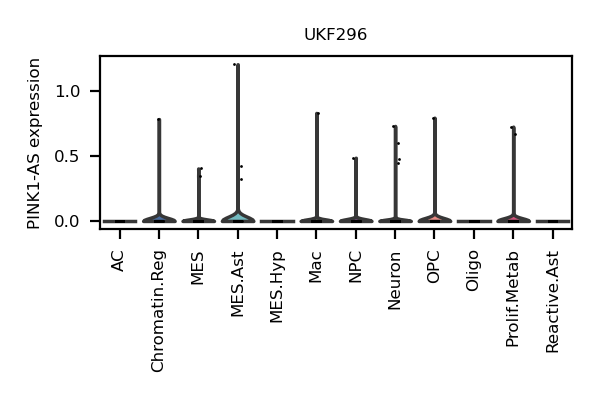 UKF296
PINK1-AS expression
1.0
0.5
0.0
AC
Chromatin.Reg
MES
MES.Ast
MES.Hyp
Mac
NPC
Neuron
OPC
Oligo
Prolif.Metab
Reactive.Ast